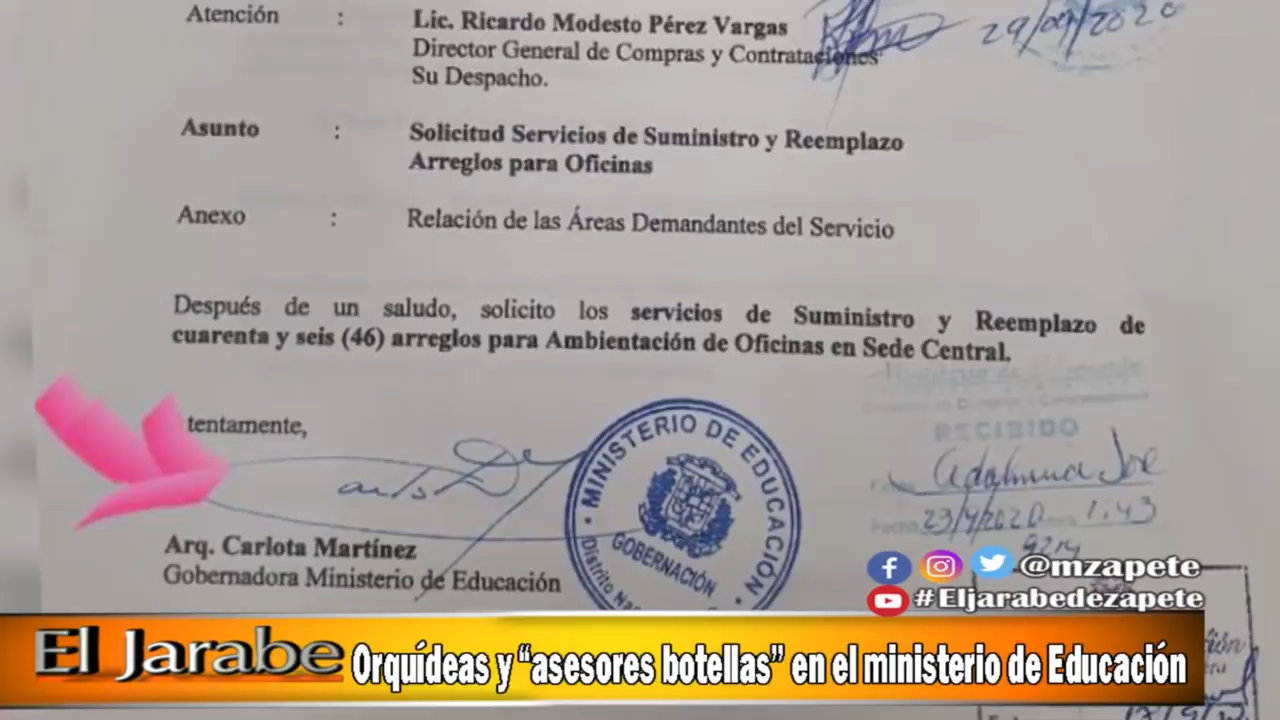 Atención : Lic. Ricardo Modesto Pérez Vargas
Director General de Compras y Contrataciones
Su Despacho.
29/09/2020
Asunto : Solicitud Servicios de Suministro y Reemplazo
Arreglos para Oficinas
Anexo : Relación de las Áreas Demandantes del Servicio
Después de un saludo, solicito los servicios de Suministro y Reemplazo de
cuarenta y seis (46) arreglos para Ambientación de Oficinas en Sede Central.
tentamente,
RECIBIDO
23/9/2020 1:43
MINISTERIO DE EDUCACIÓN
GOBERNACIÓN
Arq. Carlota Martínez
Gobernadora Ministerio de Educación
@mzapete
#Eljarabedezapete
El Jarabe Orquídeas y “asesores botellas” en el ministerio de Educación